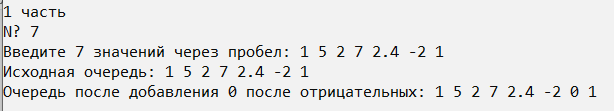 1 часть
N? 7
Введите 7 значений через пробел: 1 5 2 7 2.4 -2 1
Исходная очередь: 1 5 2 7 2.4 -2 1
Очередь после добавления 0 после отрицательных: 1 5 2 7 2.4 -2 0 1